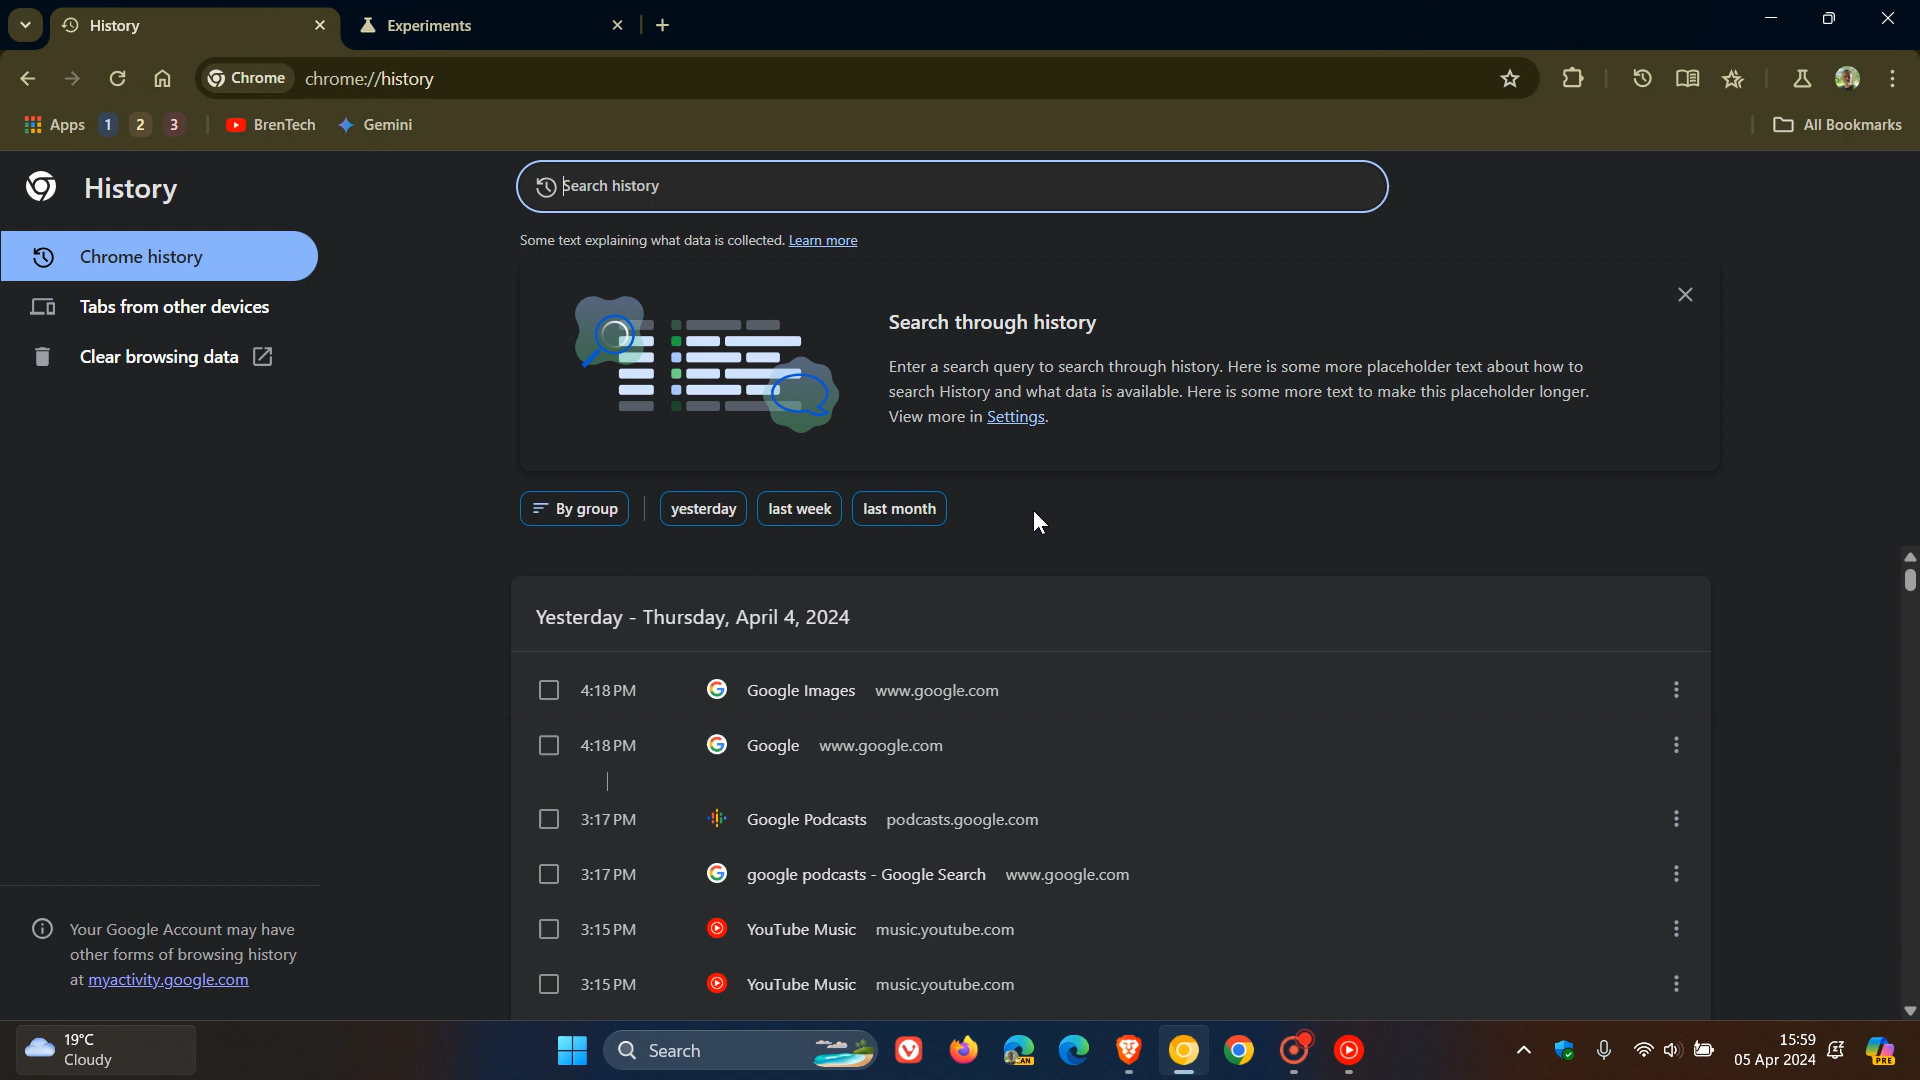 History
Experiments
Chrome chrome://history
Apps 1 2 3 BrenTech Gemini
All Bookmarks
History
Search history
Chrome history
Tabs from other devices
Clear browsing data
Some text explaining what data is collected. Learn more
Search through history
Enter a search query to search through history. Here is some more placeholder text about how to
search History and what data is available. Here is some more text to make this placeholder longer.
View more in Settings.
By group yesterday last week last month
Yesterday - Thursday, April 4, 2024
4:18 PM Google Images www.google.com
4:18 PM Google www.google.com
3:17 PM Google Podcasts podcasts.google.com
3:17 PM google podcasts - Google Search www.google.com
3:15 PM YouTube Music music.youtube.com
3:15 PM YouTube Music music.youtube.com
Your Google Account may have
other forms of browsing history
at myactivity.google.com
19°C
Cloudy
Search
CAN
15:59
05 Apr 2024
PRE